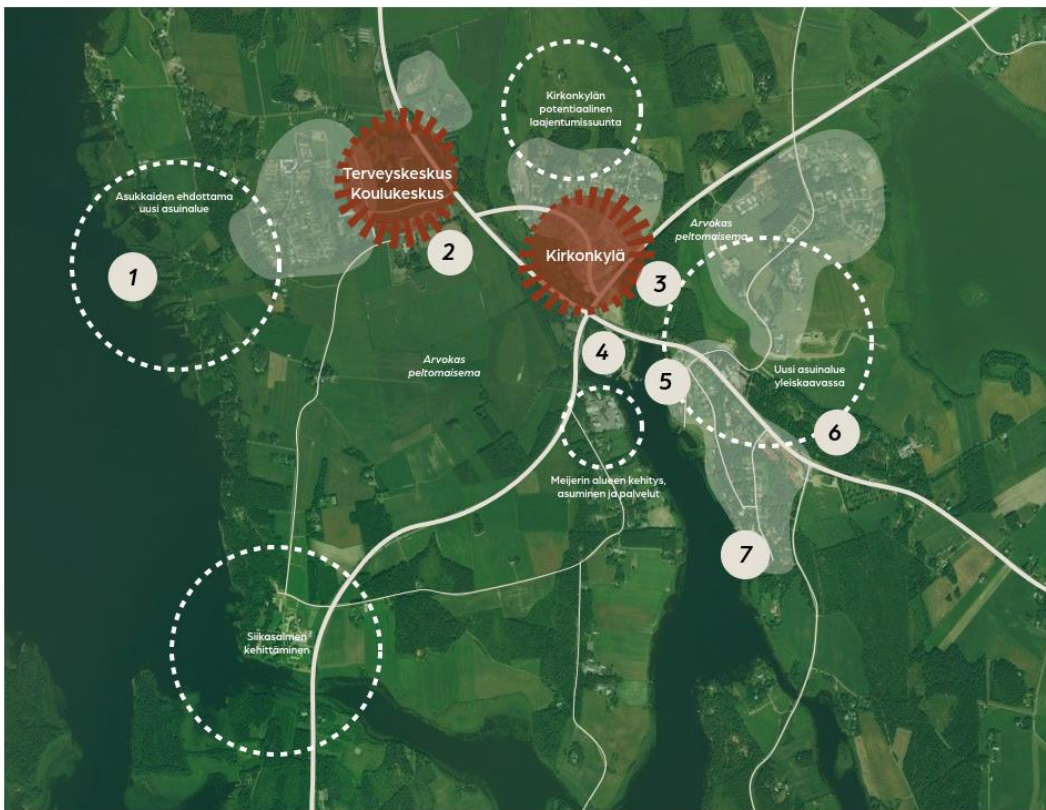 Kirkonkylän
potentiaalinen
laajentumissuunta
Terveyskeskus
Koulukeskus
Asukkaiden ehdottama
uusi asuinalue
1
2
Kirkonkylä
Arvokas
peltomaisema
3
Arvokas
peltomaisema
4
5
Uusi asuinalue
yleiskaavassa
6
Meijerin alueen kehitys,
asuminen ja palvelut
7
Siikasalmen
kehittäminen